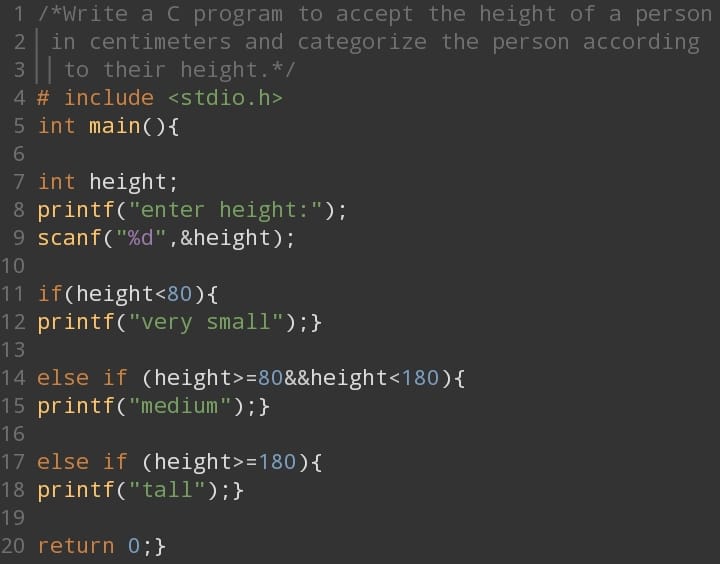 1 /*Write a C program to accept the height of a person
2 in centimeters and categorize the person according
3 to their height.*/
4 # include <stdio.h>
5 int main(){
6
7 int height;
8 printf("enter height:");
9 scanf("%d",&height);
10
11 if(height<80){
12 printf("very small");}
13
14 else if (height>=80&&height<180){
15 printf("medium");}
16
17 else if (height>=180){
18 printf("tall");}
19
20 return 0;}